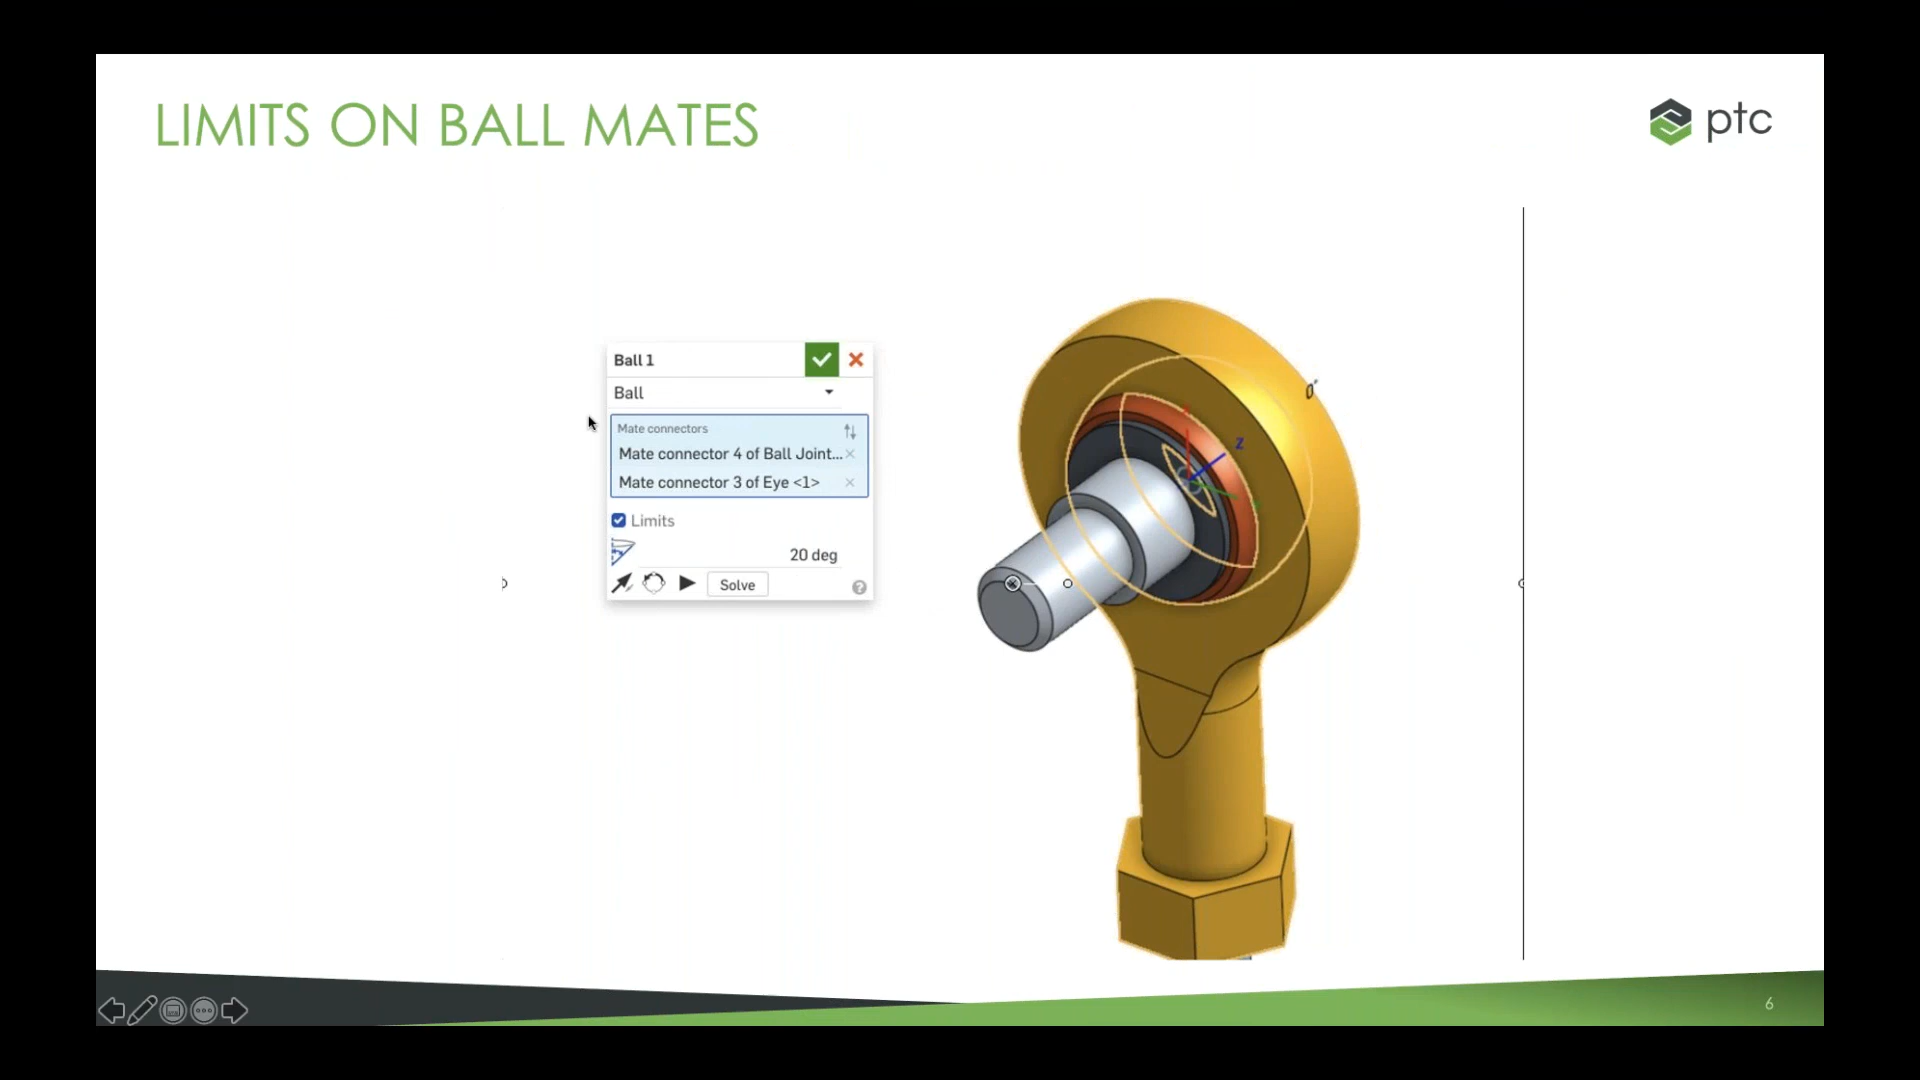 LIMITS ON BALL MATES
ptc
Ball 1
Ball
Mate connectors
Mate connector 4 of Ball Joint...
Mate connector 3 of Eye <1>
Limits
20 deg
Solve
Z
6